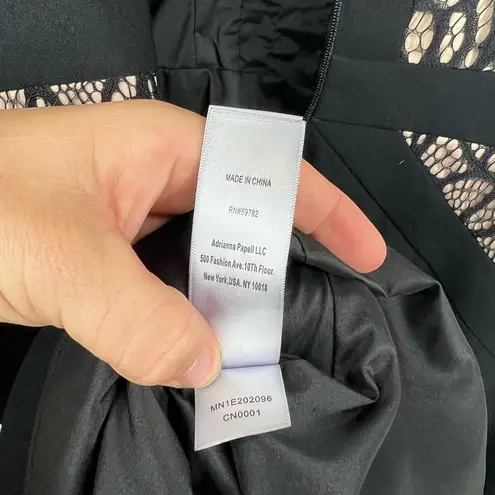 MADE IN CHINA
RN#59782
Adrianna Papell LLC
500 Fashion Ave.10Th Floor.
New York,USA. NY 10018
MN1E202096
CN0001